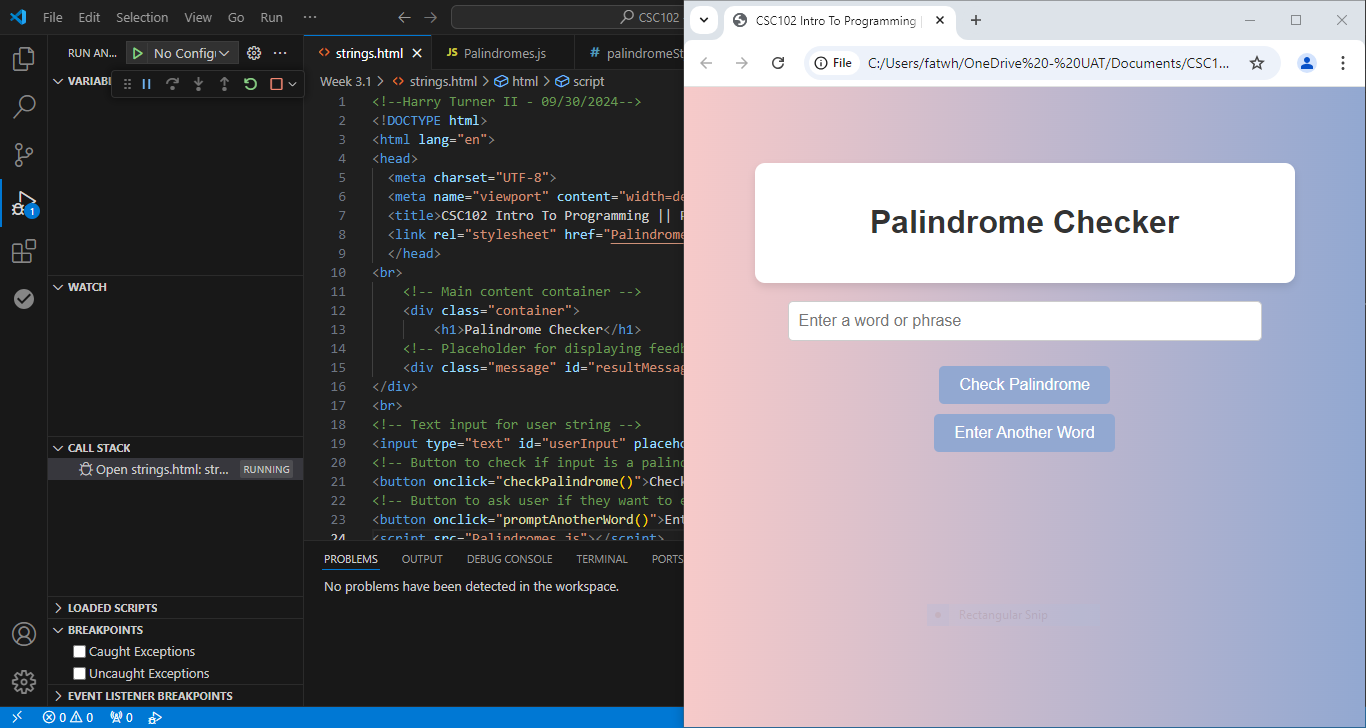 File Edit Selection View Go Run ··· CSC102
RUN AN... No Config
VARIAB
WATCH
CALL STACK
Open strings.html: str... RUNNING
LOADED SCRIPTS
BREAKPOINTS
Caught Exceptions
Uncaught Exceptions
EVENT LISTENER BREAKPOINTS
strings.html JS Palindromes.js # palindromeSt
Week 3.1 > strings.html > html > script
1 <!--Harry Turner II - 09/30/2024-->
2 <!DOCTYPE html>
3 <html lang="en">
4 <head>
5 <meta charset="UTF-8">
6 <meta name="viewport" content="width=de
7 <title>CSC102 Intro To Programming || P
8 <link rel="stylesheet" href="Palindrome
9 </head>
10 <br>
11 <!-- Main content container -->
12 <div class="container">
13 <h1>Palindrome Checker</h1>
14 <!-- Placeholder for displaying feedb
15 <div class="message" id="resultMessag
16 </div>
17 <br>
18 <!-- Text input for user string -->
19 <input type="text" id="userInput" placeho
20 <!-- Button to check if input is a palind
21 <button onclick="checkPalindrome()">Check
22 <!-- Button to ask user if they want to e
23 <button onclick="promptAnotherWord()">Ent
24 <script src="Palindromes.js"></script>
PROBLEMS OUTPUT DEBUG CONSOLE TERMINAL PORTS
No problems have been detected in the workspace.
0 0 0
1
CSC102 Intro To Programming |
File C:/Users/fatwh/OneDrive%20-%20UAT/Documents/CSC1...
Palindrome Checker
Enter a word or phrase
Check Palindrome
Enter Another Word
Rectangular Snip